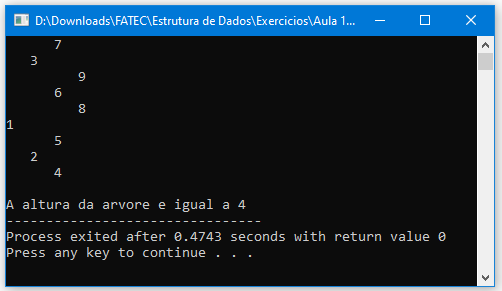 D:\Downloads\FATEC\Estrutura de Dados\Exercicios\Aula 1...
7
3
9
6
8
1
5
2
4
A altura da arvore e igual a 4
--------------------------------
Process exited after 0.4743 seconds with return value 0
Press any key to continue . . .